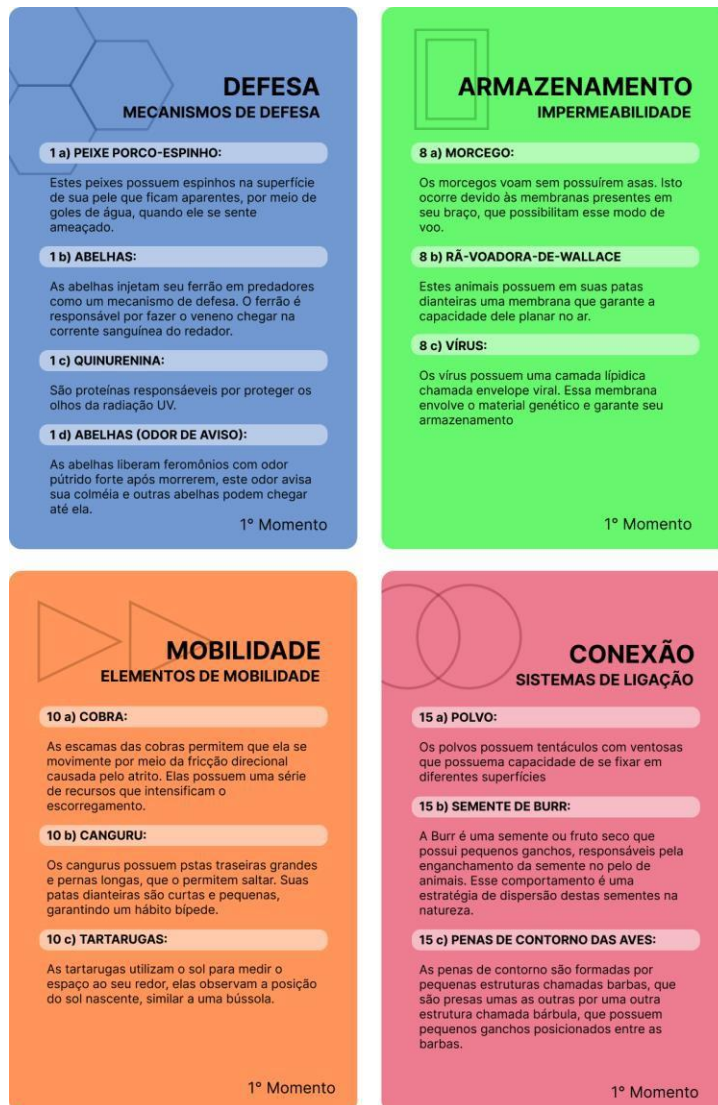 DEFESA
MECANISMOS DE DEFESA
1 a) PEIXE PORCO-ESPINHO:
Estes peixes possuem espinhos na superfície
de sua pele que ficam aparentes, por meio de
goles de água, quando ele se sente
ameaçado.
1 b) ABELHAS:
As abelhas injetam seu ferrão em predadores
como um mecanismo de defesa. O ferrão é
responsável por fazer o veneno chegar na
corrente sanguínea do redador.
1 c) QUINURENINA:
São proteínas responsáeveis por proteger os
olhos da radiação UV.
1 d) ABELHAS (ODOR DE AVISO):
As abelhas liberam feromônios com odor
pútrido forte após morrerem, este odor avisa
sua colméia e outras abelhas podem chegar
até ela.
1º Momento
ARMAZENAMENTO
IMPERMEABILIDADE
8 a) MORCEGO:
Os morcegos voam sem possuírem asas. Isto
ocorre devido às membranas presentes em
seu braço, que possibilitam esse modo de
voo.
8 b) RÃ-VOADORA-DE-WALLACE
Estes animais possuem em suas patas
dianteiras uma membrana que garante a
capacidade dele planar no ar.
8 c) VÍRUS:
Os vírus possuem uma camada lípidica
chamada envelope viral. Essa membrana
envolve o material genético e garante seu
armazenamento
1º Momento
MOBILIDADE
ELEMENTOS DE MOBILIDADE
10 a) COBRA:
As escamas das cobras permitem que ela se
movimente por meio da fricção direcional
causada pelo atrito. Elas possuem uma série
de recursos que intensificam o
escorregamento.
10 b) CANGURU:
Os cangurus possuem pstas traseiras grandes
e pernas longas, que o permitem saltar. Suas
patas dianteiras são curtas e pequenas,
garantindo um hábito bípede.
10 c) TARTARUGAS:
As tartarugas utilizam o sol para medir o
espaço ao seu redor, elas observam a posição
do sol nascente, similar a uma bússola.
1º Momento
CONEXÃO
SISTEMAS DE LIGAÇÃO
15 a) POLVO:
Os polvos possuem tentáculos com ventosas
que possuema capacidade de se fixar em
diferentes superfícies
15 b) SEMENTE DE BURR:
A Burr é uma semente ou fruto seco que
possui pequenos ganchos, responsáveis pela
enganchamento da semente no pelo de
animais. Esse comportamento é uma
estratégia de dispersão destas sementes na
natureza.
15 c) PENAS DE CONTORNO DAS AVES:
As penas de contorno são formadas por
pequenas estruturas chamadas barbas, que
são presas umas as outras por uma outra
estrutura chamada bárbula, que possuem
pequenos ganchos posicionados entre as
barbas.
1º Momento